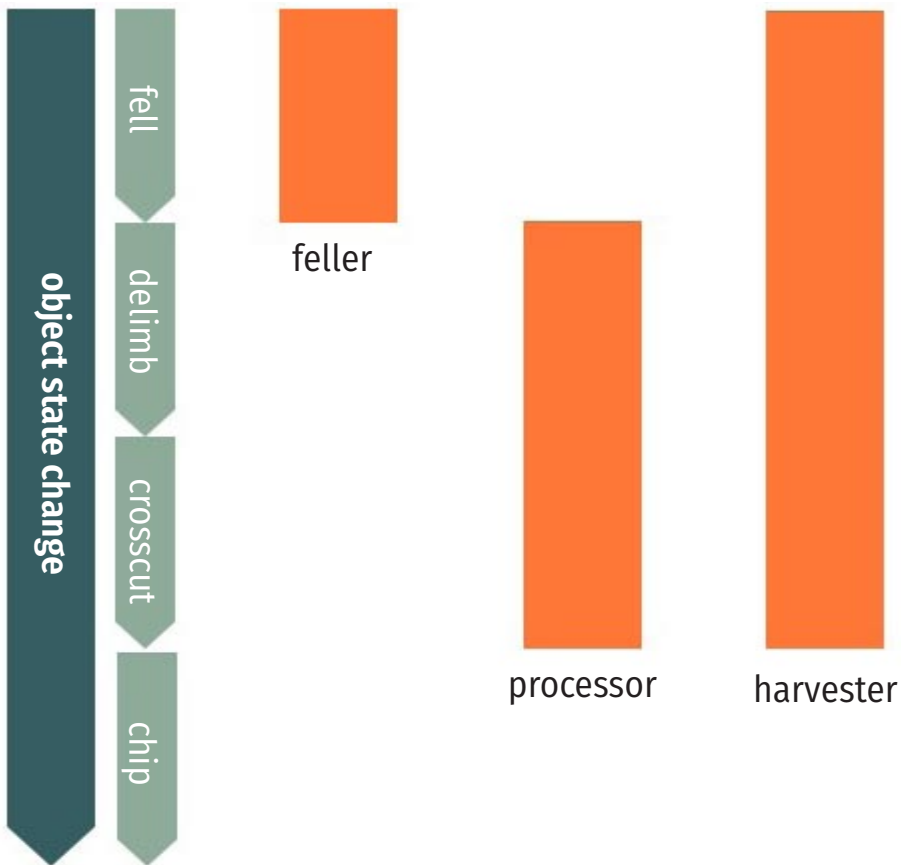 object state change
fell
delimb
crosscut
chip
feller
processor
harvester